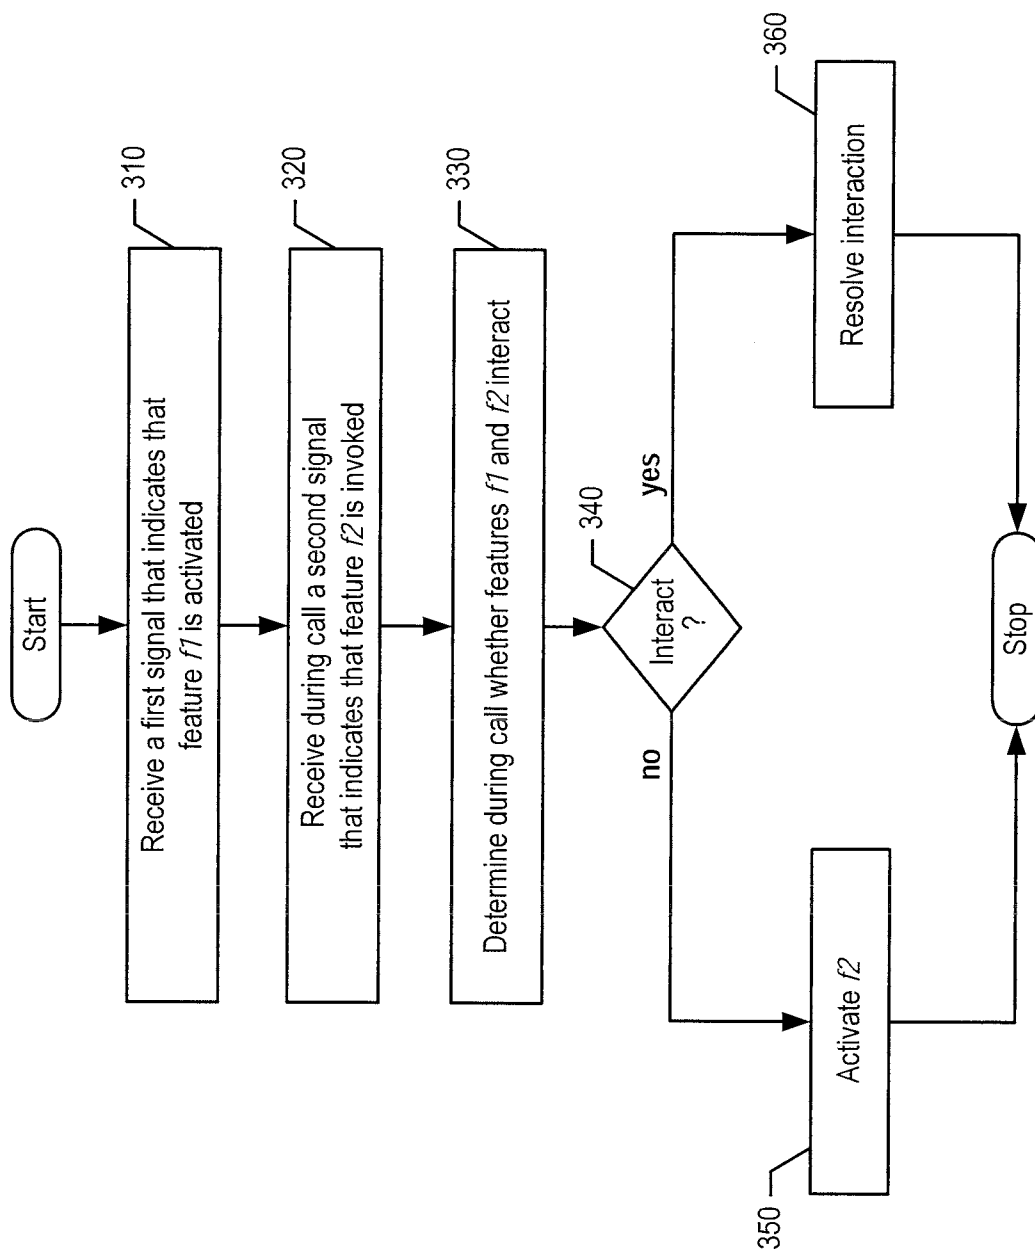 Start
310
Receive a first signal that indicates that
feature f1 is activated
320
Receive during call a second signal
that indicates that feature f2 is invoked
330
Determine during call whether features f1 and f2 interact
340
Interact
?
no
yes
350
Activate f2
360
Resolve interaction
Stop